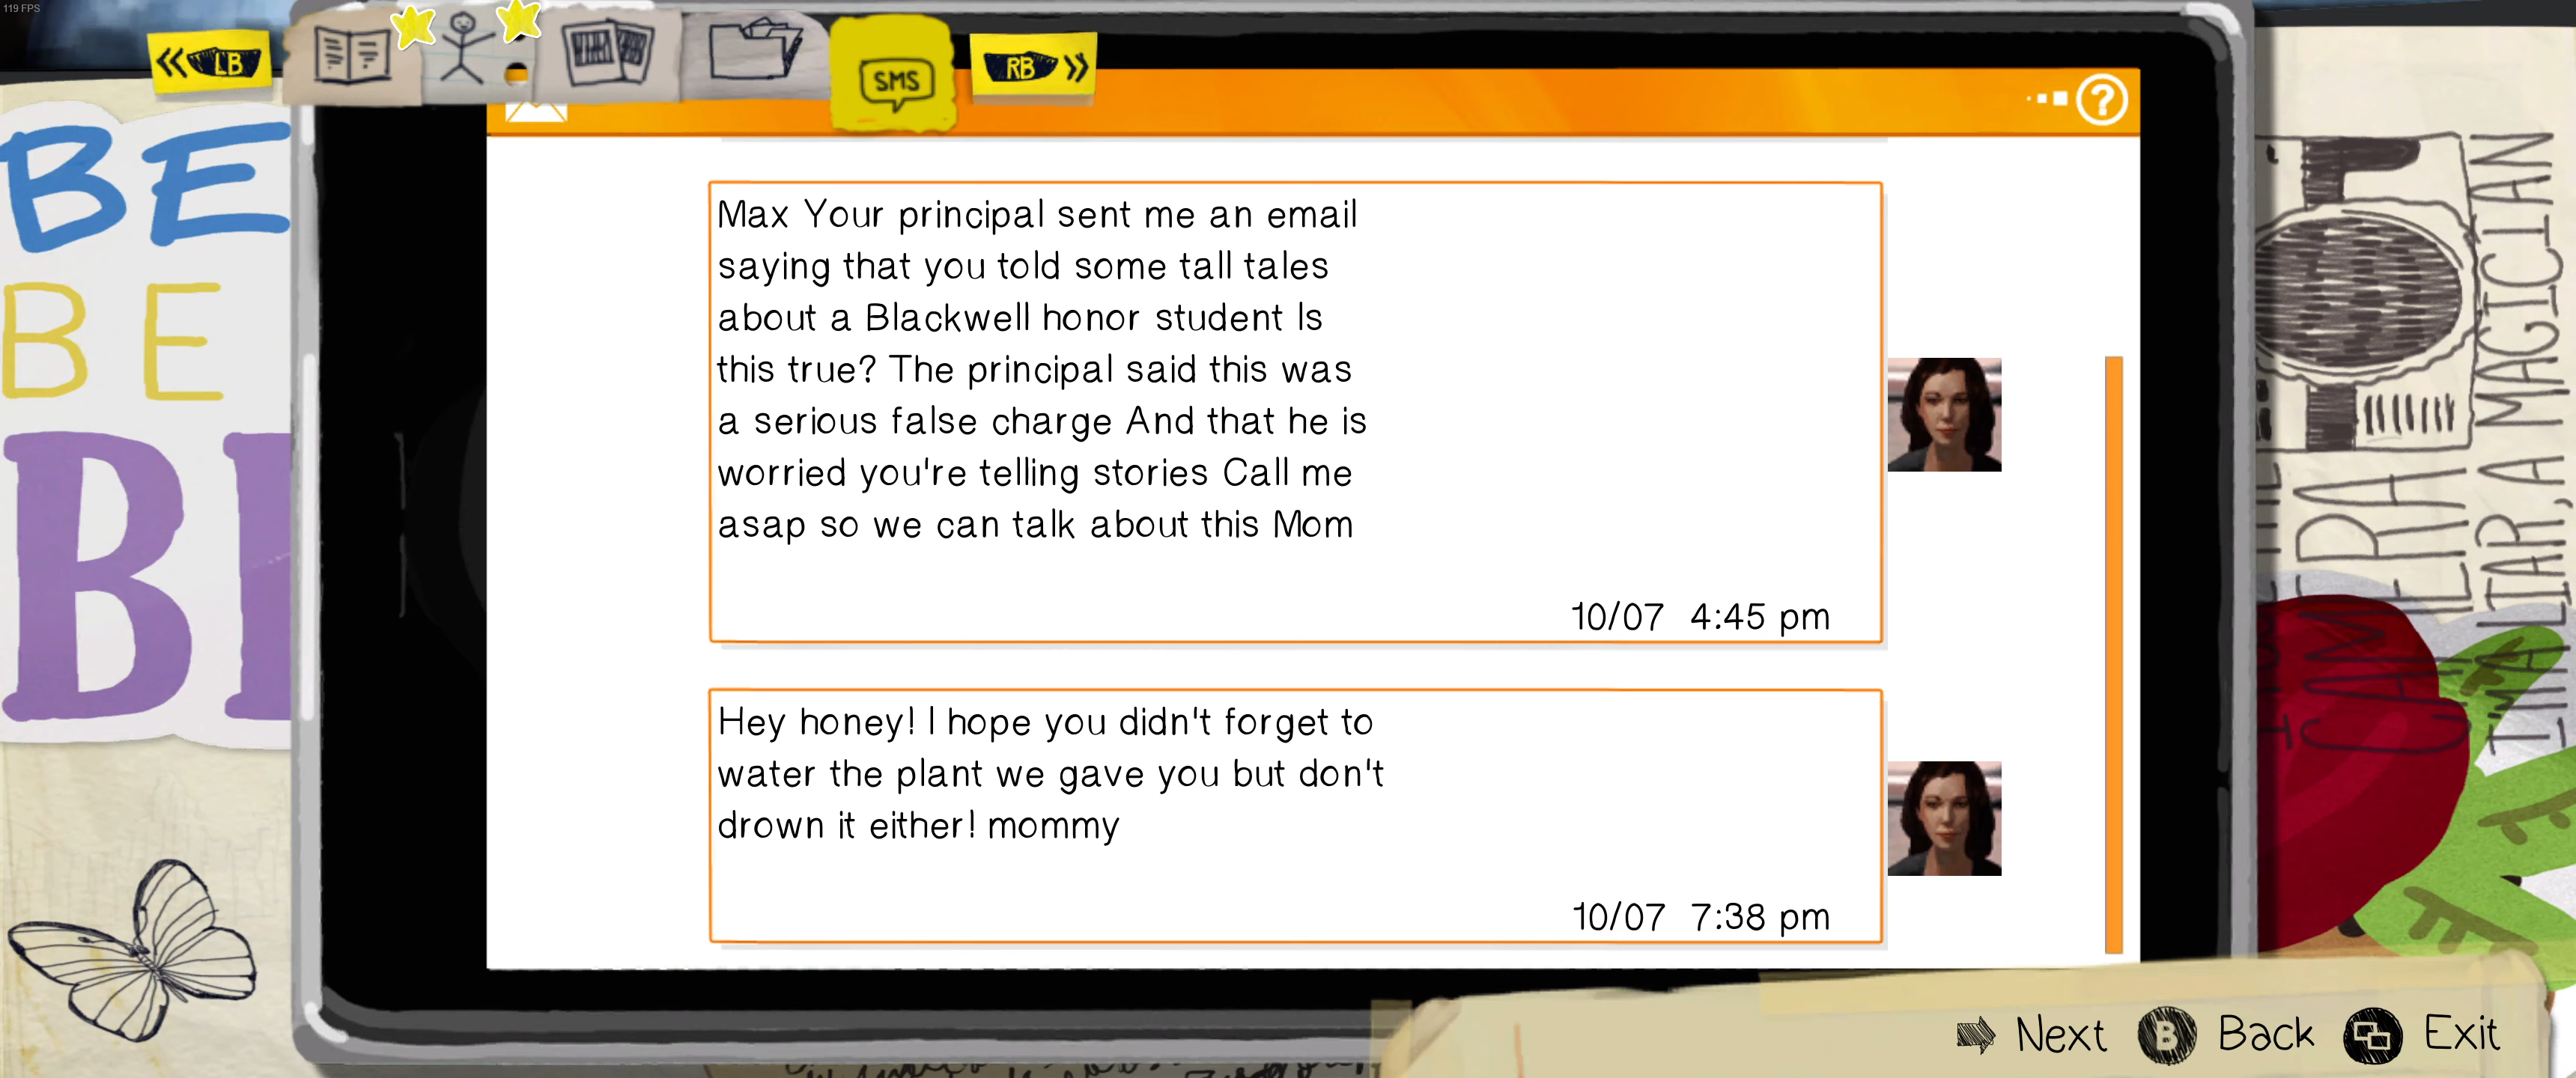 119 FPS
LB
SMS
RB
?
BE
BE
B
Max Your principal sent me an email
saying that you told some tall tales
about a Blackwell honor student Is
this true? The principal said this was
a serious false charge And that he is
worried you're telling stories Call me
asap so we can talk about this Mom
10/07 4:45 pm
Hey honey! I hope you didn't forget to
water the plant we gave you but don't
drown it either! mommy
10/07 7:38 pm
CAMERA
LIAR, A MAGICIAN
Next B Back Exit